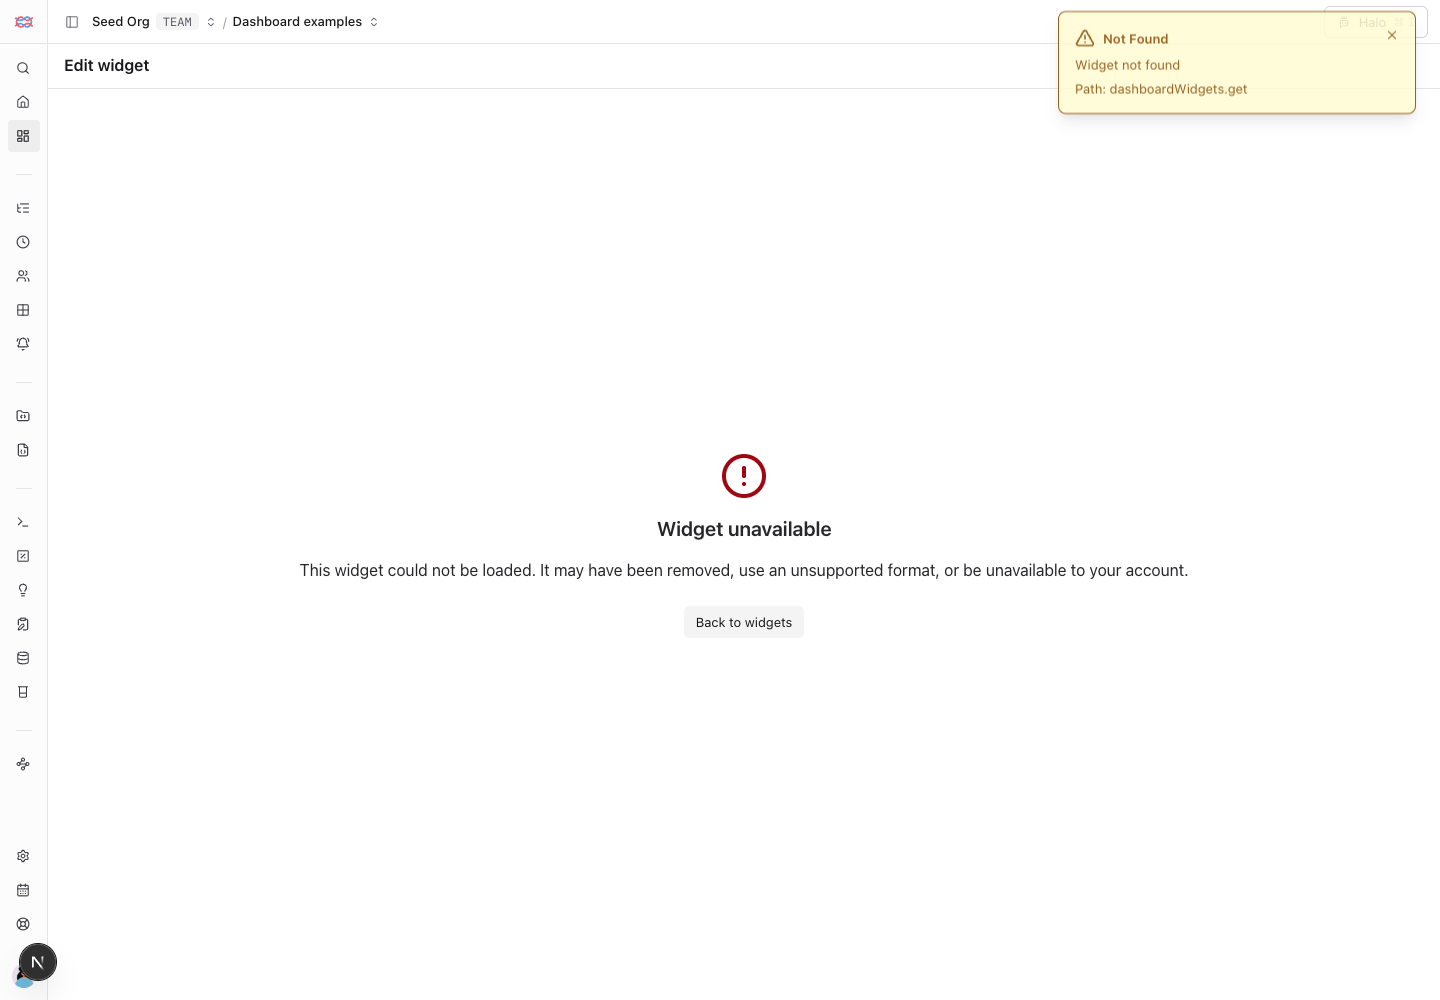 Seed Org TEAM / Dashboard examples
Halo
Edit widget
Not Found
Widget not found
Path: dashboardWidgets.get
Widget unavailable
This widget could not be loaded. It may have been removed, use an unsupported format, or be unavailable to your account.
Back to widgets
N